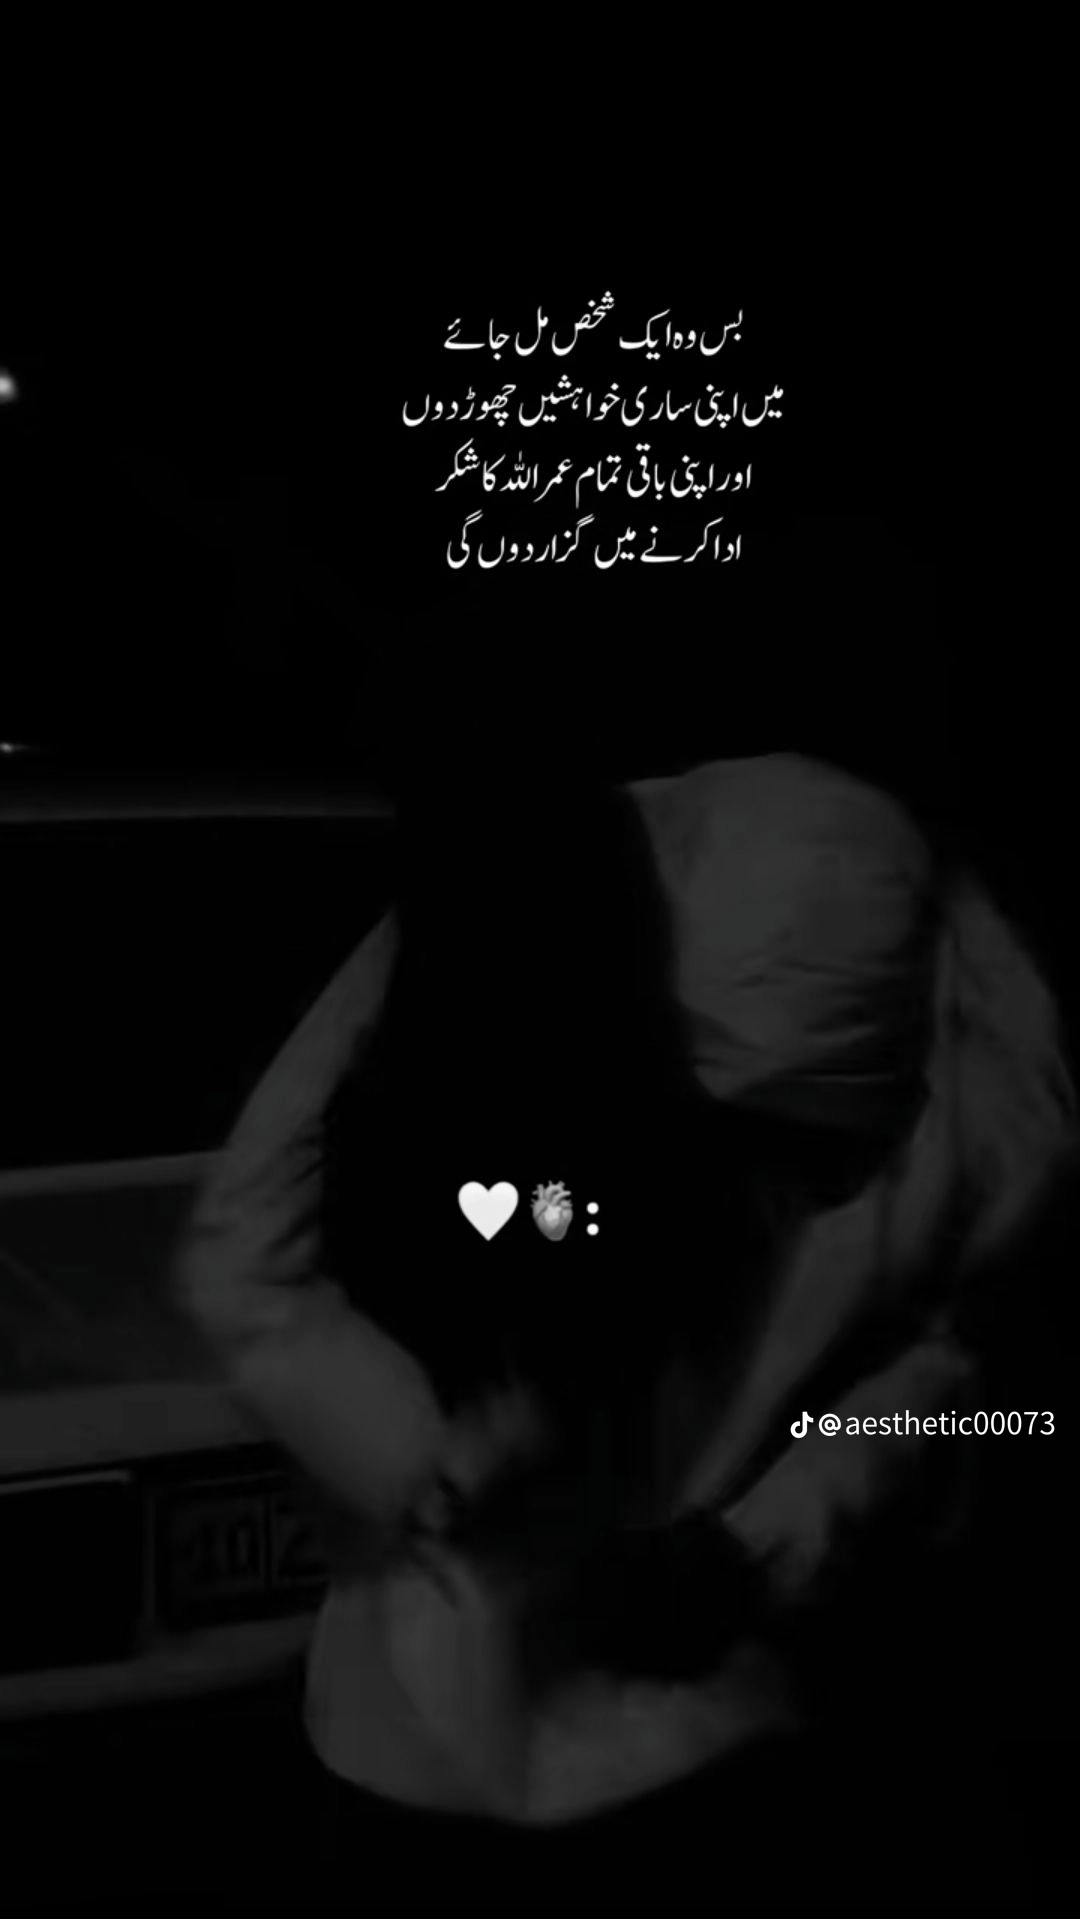 بس وہ ایک شخص مل جائے
میں اپنی ساری خواہشیں چھوڑ دوں
اور اپنی باقی تمام عمر اللہ کا شکر
ادا کرنے میں گزار دوں گی
🤍🫀:
@aesthetic00073